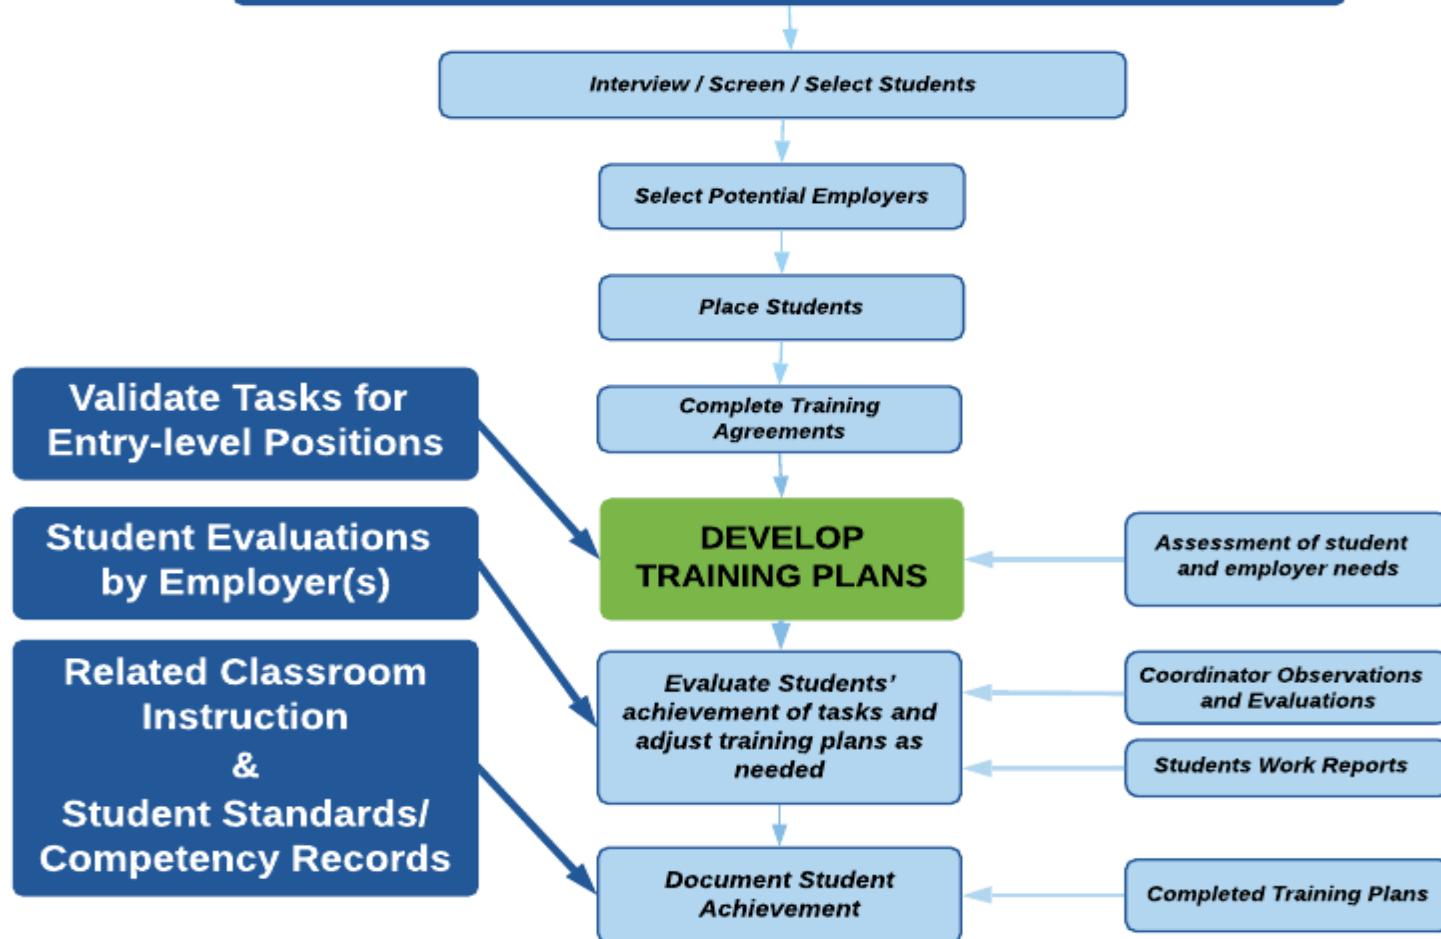 Interview / Screen / Select Students
Select Potential Employers
Place Students
Complete Training
Agreements
Validate Tasks for
Entry-level Positions
DEVELOP
TRAINING PLANS
Assessment of student
and employer needs
Student Evaluations
by Employer(s)
Evaluate Students’
achievement of tasks and
adjust training plans as
needed
Coordinator Observations
and Evaluations
Students Work Reports
Related Classroom
Instruction
&
Student Standards/
Competency Records
Document Student
Achievement
Completed Training Plans